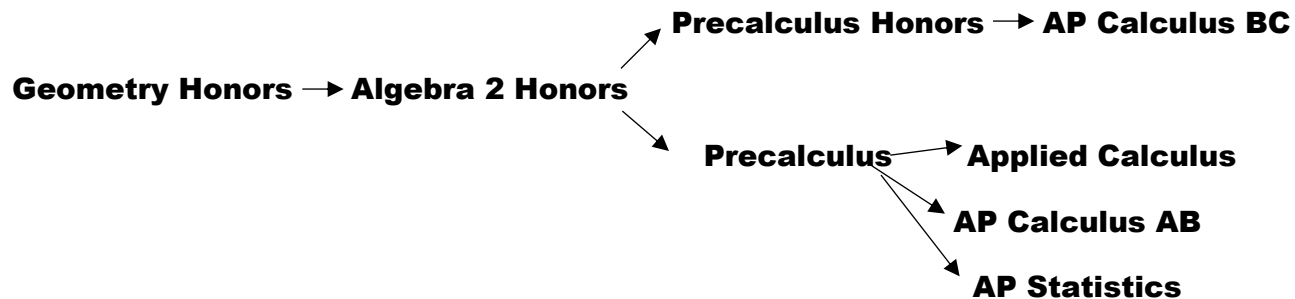 Precalculus Honors → AP Calculus BC
Geometry Honors → Algebra 2 Honors
Precalculus Applied Calculus
AP Calculus AB
AP Statistics